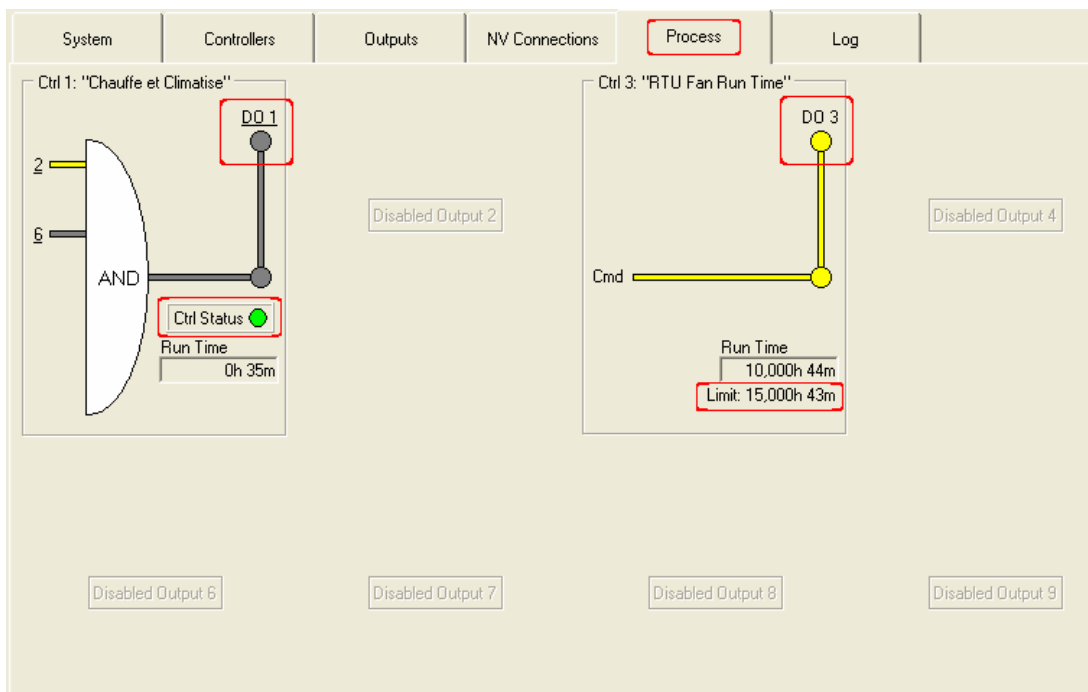 System Controllers Outputs NV Connections Process Log
Ctrl 1: "Chauffe et Climatise" Ctrl 3: "RTU Fan Run Time"
DO 1 DO 3
2
Disabled Output 2 Disabled Output 4
6
AND Cmd
Ctrl Status
Run Time Run Time
0h 35m 10,000h 44m
Limit: 15,000h 43m
Disabled Output 6 Disabled Output 7 Disabled Output 8 Disabled Output 9